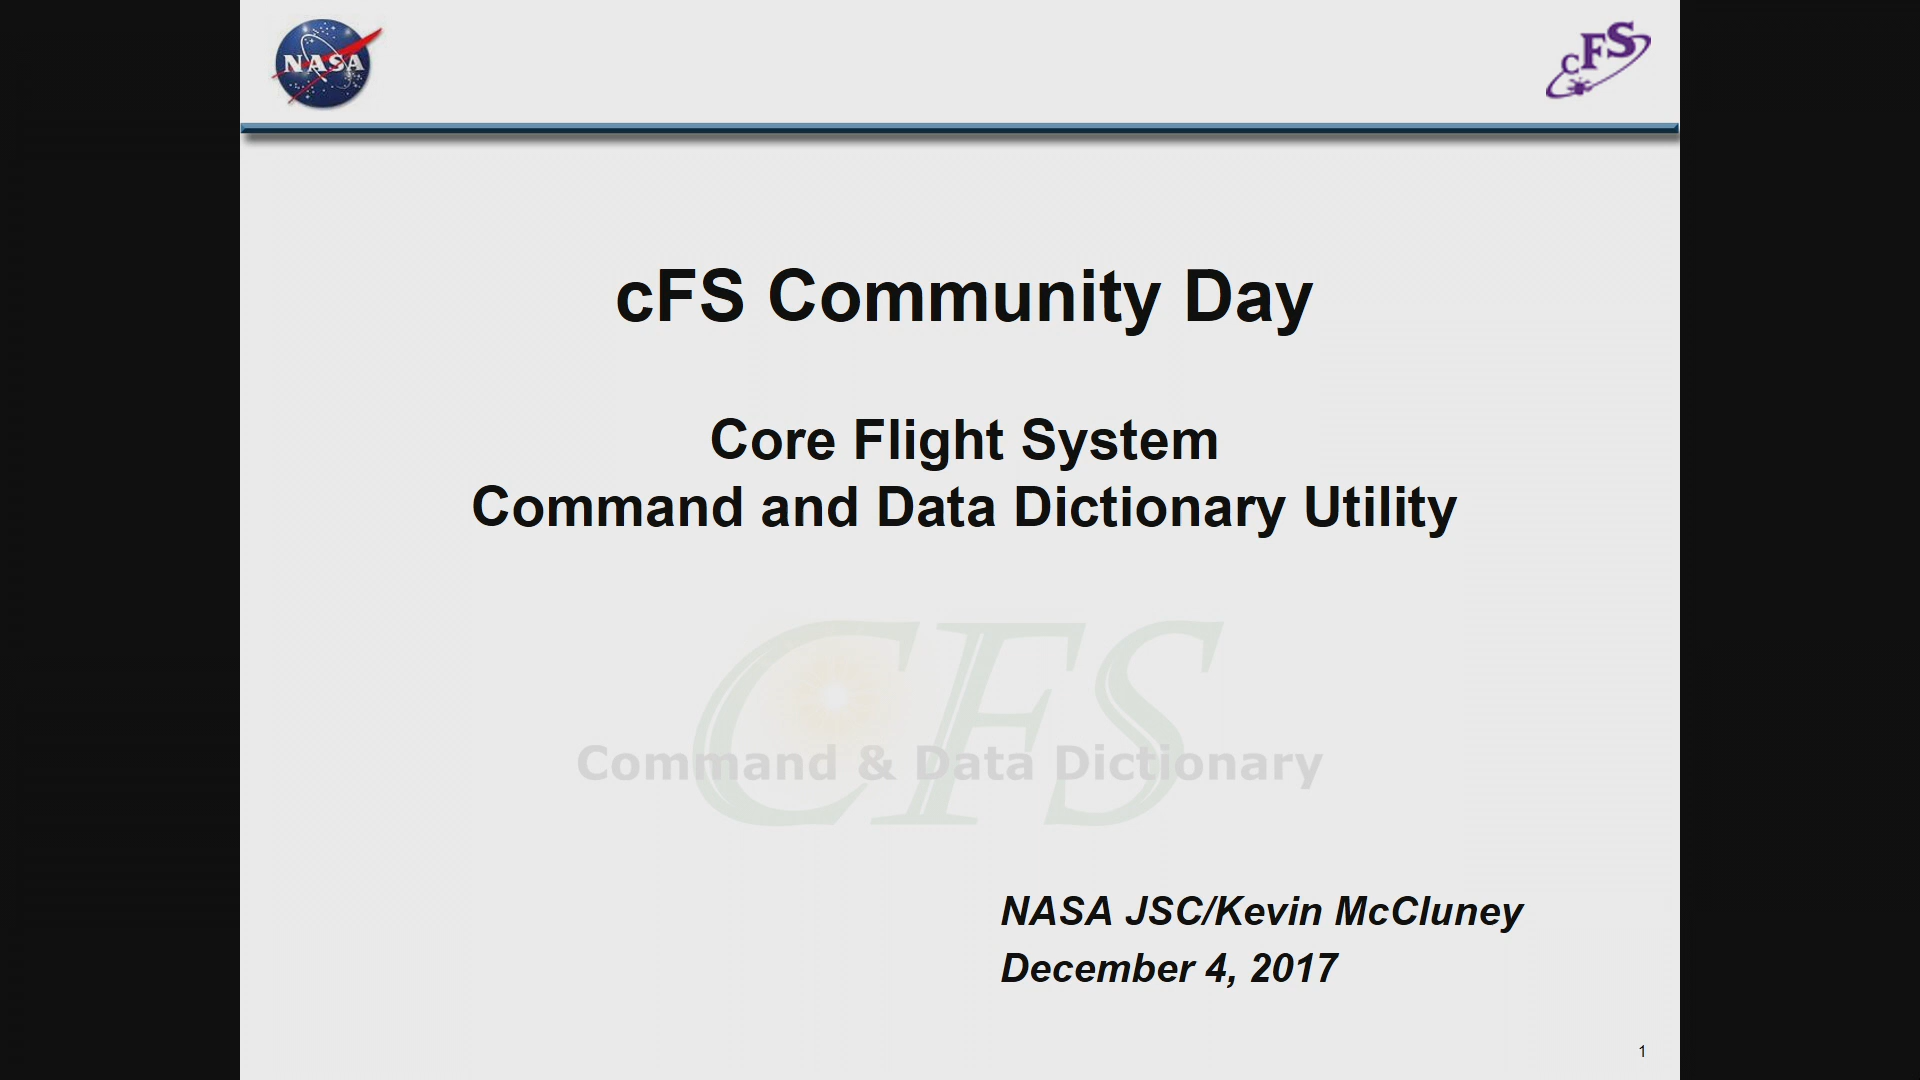 NASA
cFS
cFS Community Day
Core Flight System
Command and Data Dictionary Utility
CFS
Command & Data Dictionary
NASA JSC/Kevin McCluney
December 4, 2017
1